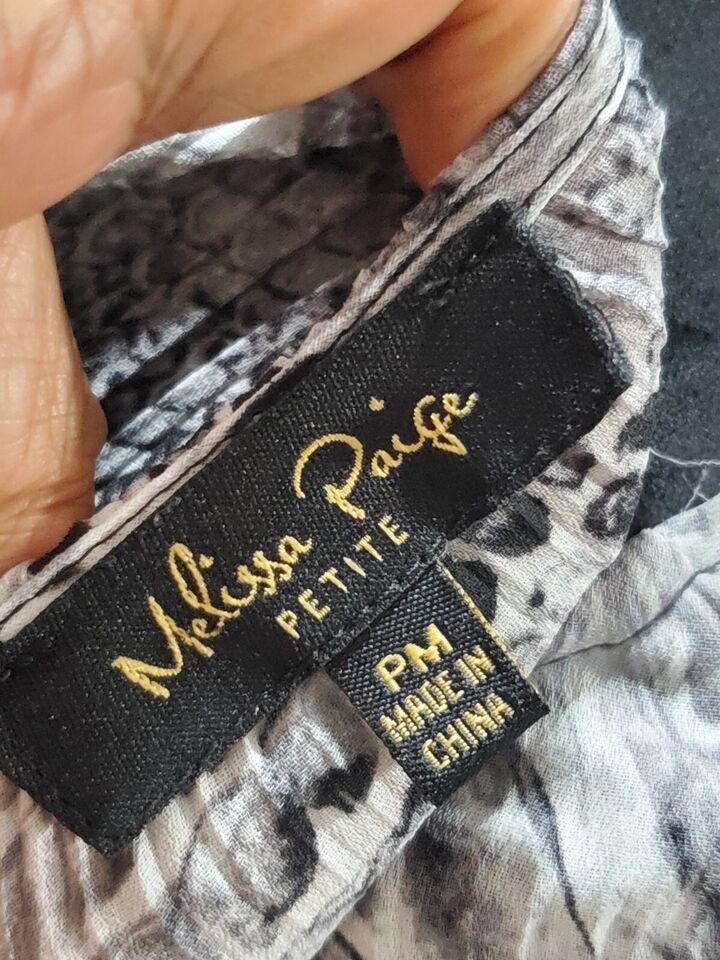 Melissa Paige
PETITE
PM
MADE IN
CHINA